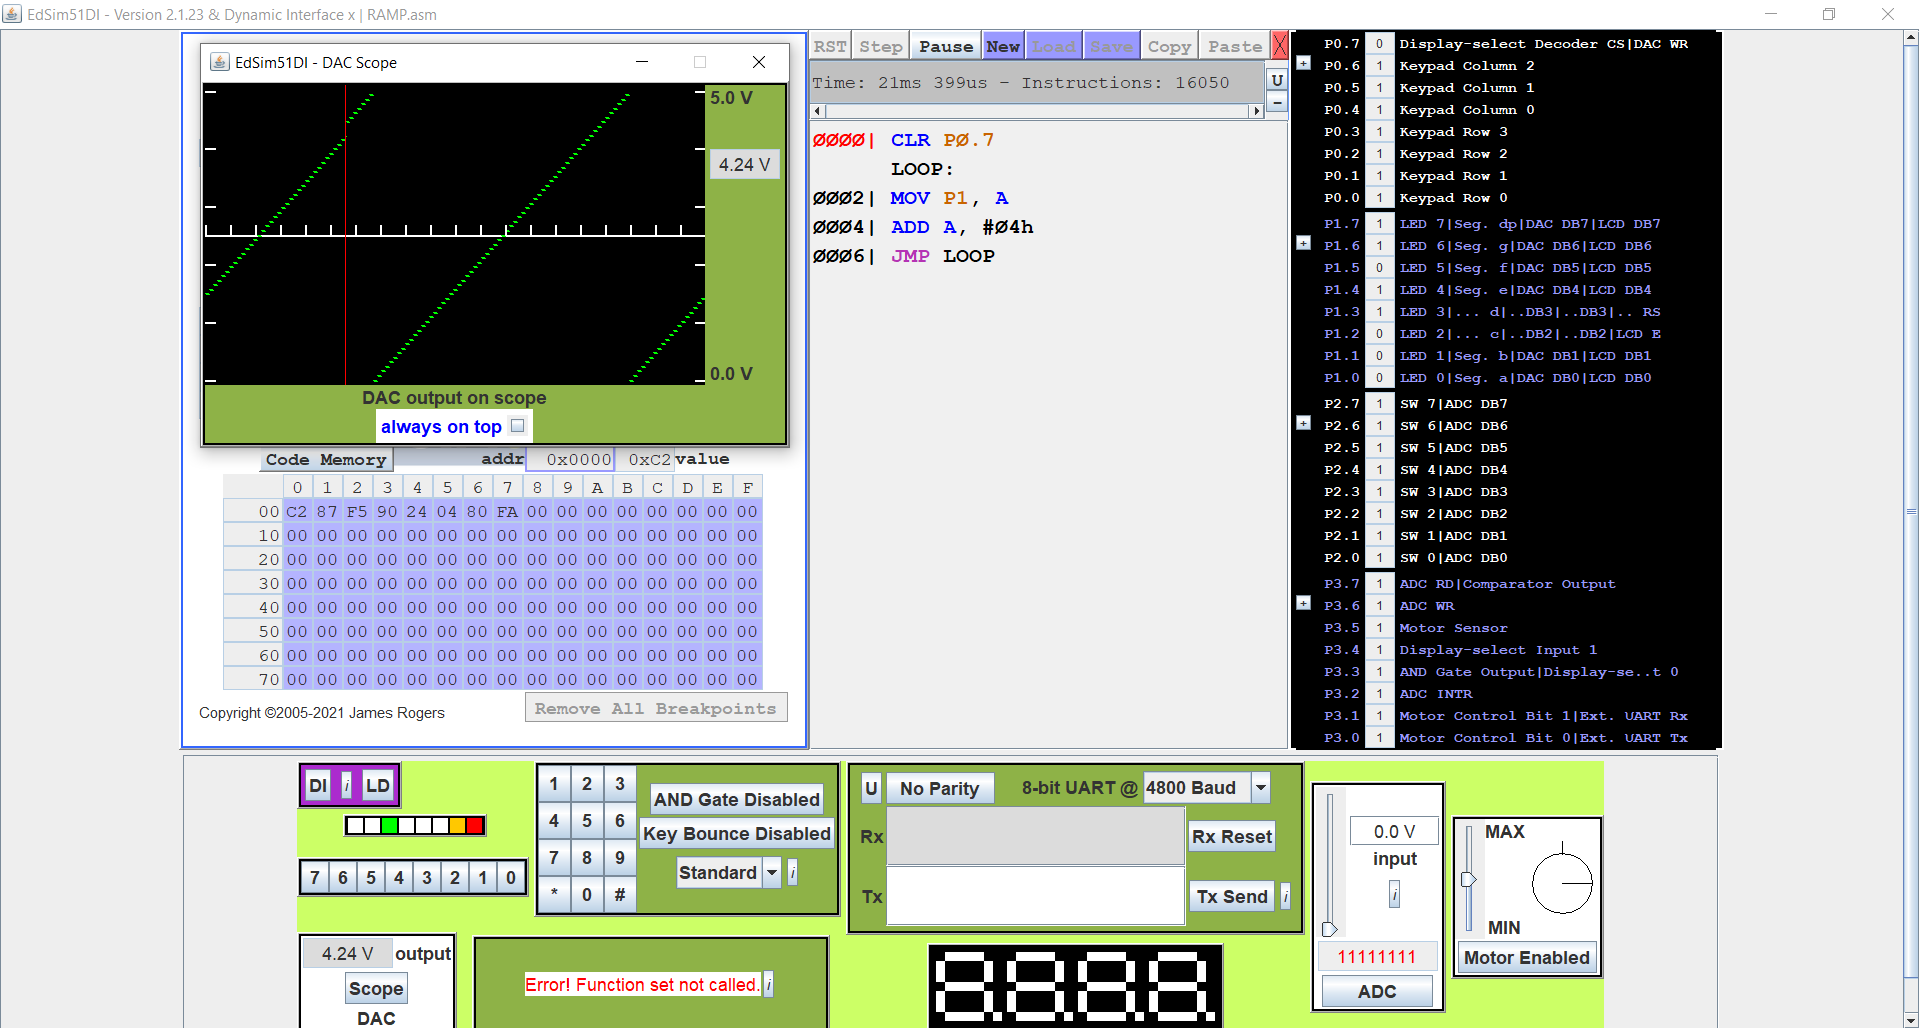 EdSim51DI - Version 2.1.23 & Dynamic Interface x | RAMP.asm
EdSim51DI - DAC Scope
5.0 V
4.24 V
0.0 V
DAC output on scope
always on top
Code Memory addr 0x0000 0xC2 value
0 1 2 3 4 5 6 7 8 9 A B C D E F
00 C2 87 F5 90 24 04 80 FA 00 00 00 00 00 00 00 00
10 00 00 00 00 00 00 00 00 00 00 00 00 00 00 00 00
20 00 00 00 00 00 00 00 00 00 00 00 00 00 00 00 00
30 00 00 00 00 00 00 00 00 00 00 00 00 00 00 00 00
40 00 00 00 00 00 00 00 00 00 00 00 00 00 00 00 00
50 00 00 00 00 00 00 00 00 00 00 00 00 00 00 00 00
60 00 00 00 00 00 00 00 00 00 00 00 00 00 00 00 00
70 00 00 00 00 00 00 00 00 00 00 00 00 00 00 00 00
Copyright ©2005-2021 James Rogers
Remove All Breakpoints
RST Step Pause New Load Save Copy Paste X
Time: 21ms 399us - Instructions: 16050
U
-
0000| CLR P0.7
LOOP:
0002| MOV P1, A
0004| ADD A, #04h
0006| JMP LOOP
P0.7 0 Display-select Decoder CS|DAC WR
+
P0.6 1 Keypad Column 2
P0.5 1 Keypad Column 1
P0.4 1 Keypad Column 0
P0.3 1 Keypad Row 3
P0.2 1 Keypad Row 2
P0.1 1 Keypad Row 1
P0.0 1 Keypad Row 0
P1.7 1 LED 7|Seg. dp|DAC DB7|LCD DB7
+
P1.6 1 LED 6|Seg. g|DAC DB6|LCD DB6
P1.5 0 LED 5|Seg. f|DAC DB5|LCD DB5
P1.4 1 LED 4|Seg. e|DAC DB4|LCD DB4
P1.3 1 LED 3|... d|..DB3|..DB3|.. RS
P1.2 0 LED 2|... c|..DB2|..DB2|LCD E
P1.1 0 LED 1|Seg. b|DAC DB1|LCD DB1
P1.0 0 LED 0|Seg. a|DAC DB0|LCD DB0
P2.7 1 SW 7|ADC DB7
+
P2.6 1 SW 6|ADC DB6
P2.5 1 SW 5|ADC DB5
P2.4 1 SW 4|ADC DB4
P2.3 1 SW 3|ADC DB3
P2.2 1 SW 2|ADC DB2
P2.1 1 SW 1|ADC DB1
P2.0 1 SW 0|ADC DB0
P3.7 1 ADC RD|Comparator Output
+
P3.6 1 ADC WR
P3.5 1 Motor Sensor
P3.4 1 Display-select Input 1
P3.3 1 AND Gate Output|Display-se..t 0
P3.2 1 ADC INTR
P3.1 1 Motor Control Bit 1|Ext. UART Rx
P3.0 1 Motor Control Bit 0|Ext. UART Tx
DI i LD
7 6 5 4 3 2 1 0
4.24 V output
Scope
DAC
1 2 3
4 5 6
7 8 9
* 0 #
AND Gate Disabled
Key Bounce Disabled
Standard i
Error! Function set not called. i
U No Parity 8-bit UART @ 4800 Baud
Rx Rx Reset
Tx Tx Send i
8.8.8.8.
0.0 V
input
i
11111111
ADC
MAX
MIN
Motor Enabled